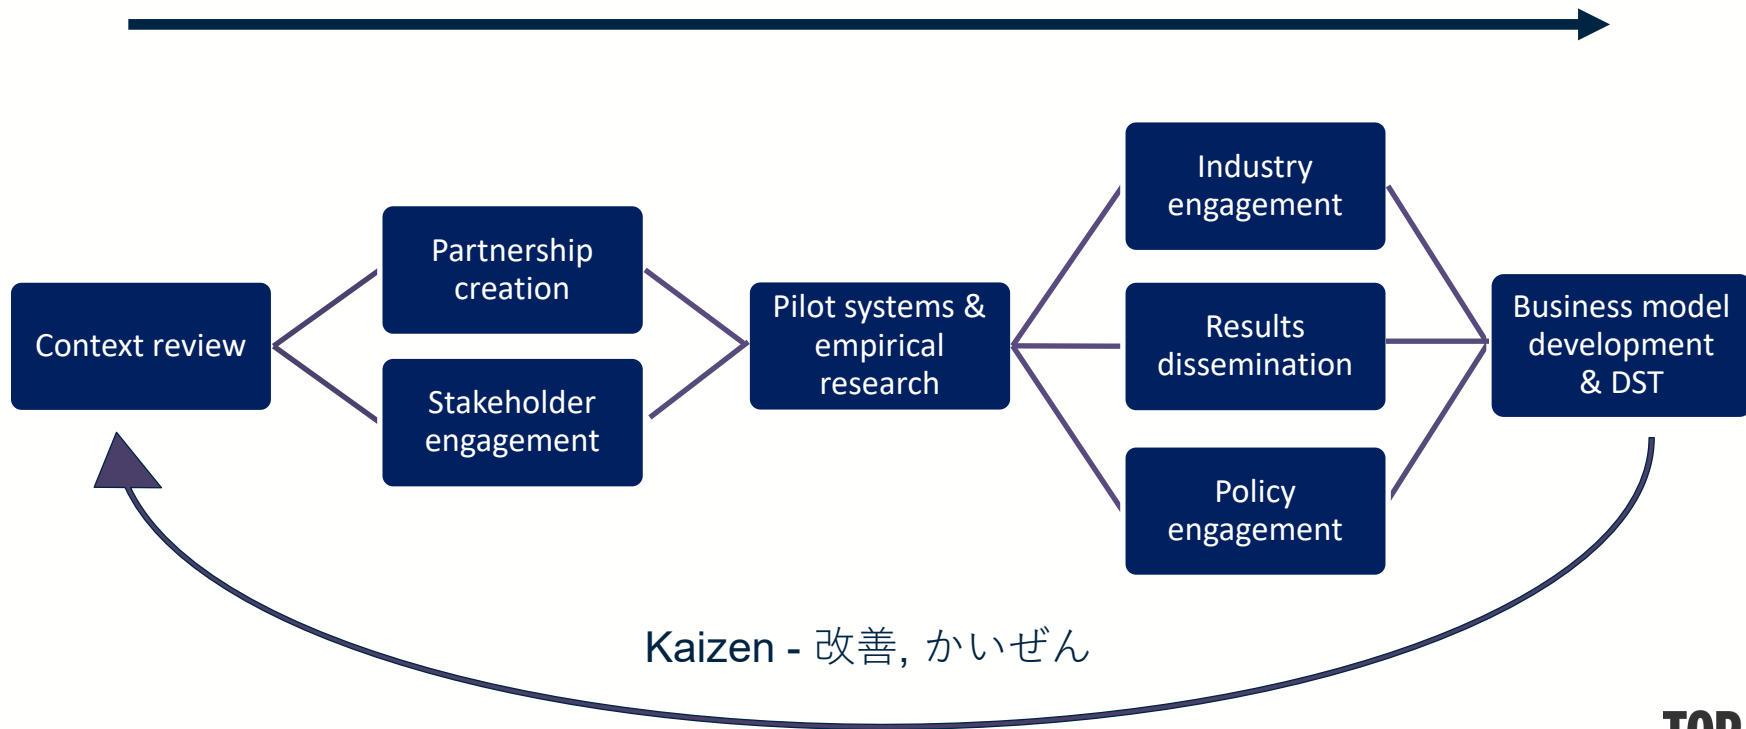 Industry
engagement
Partnership
creation
Context review
Pilot systems &
empirical
research
Results
dissemination
Business model
development
& DST
Stakeholder
engagement
Policy
engagement
Kaizen - 改善, かいぜん
TOP